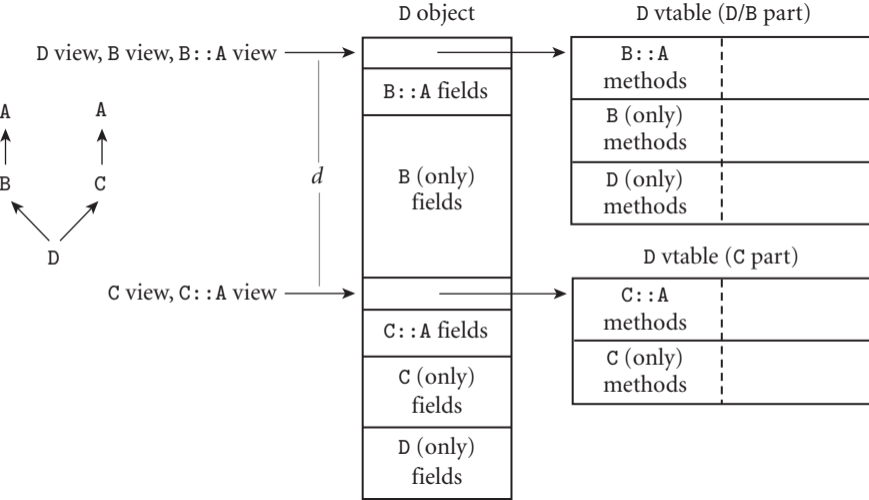 D object
D vtable (D/B part)
D view, B view, B::A view
B::A
methods
B::A fields
A
A
B (only)
methods
B
C
d
B (only)
fields
D (only)
methods
D
D vtable (C part)
C view, C::A view
C::A
methods
C::A fields
C (only)
methods
C (only)
fields
D (only)
fields